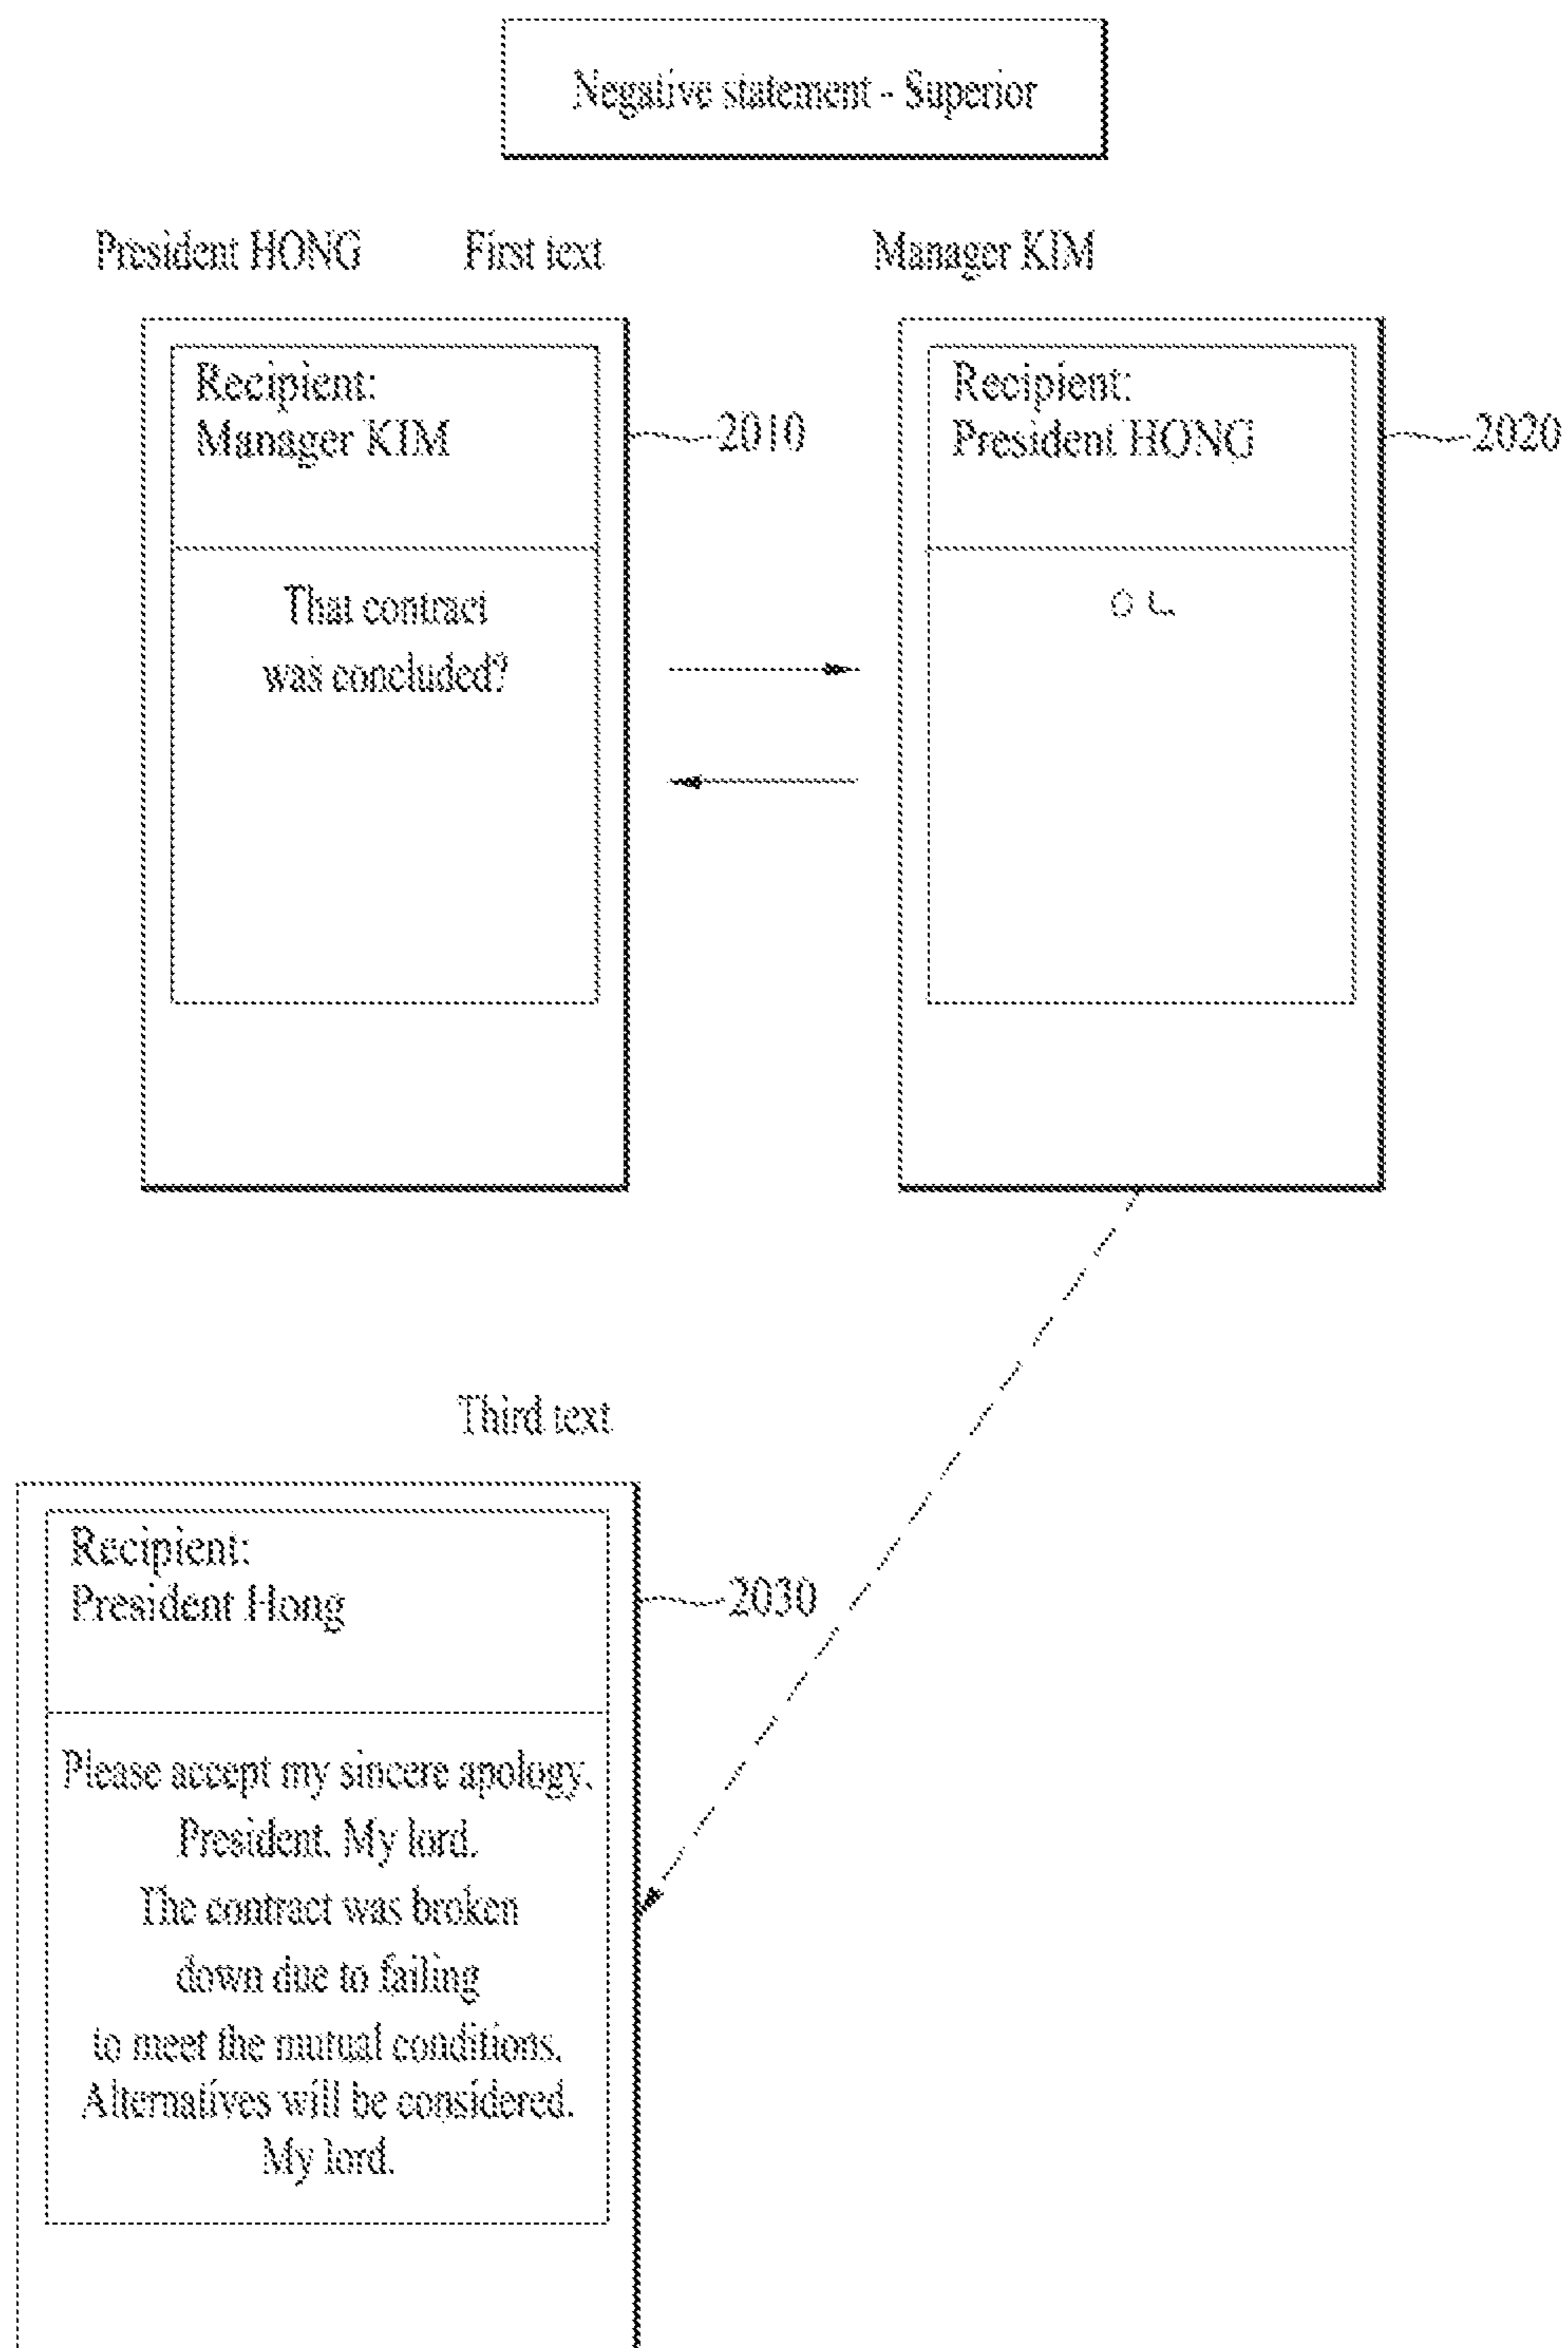 Negative statement - Superior
President HONG
First text
Manager KIM
Recipient:
Manager KIM
2010
That contract
was concluded?
Recipient:
President HONG
2020
ㅇ ㄴ
Third text
Recipient:
President Hong
2030
Please accept my sincere apology.
President. My lord.
The contract was broken
down due to failing
to meet the mutual conditions.
Alternatives will be considered.
My lord.